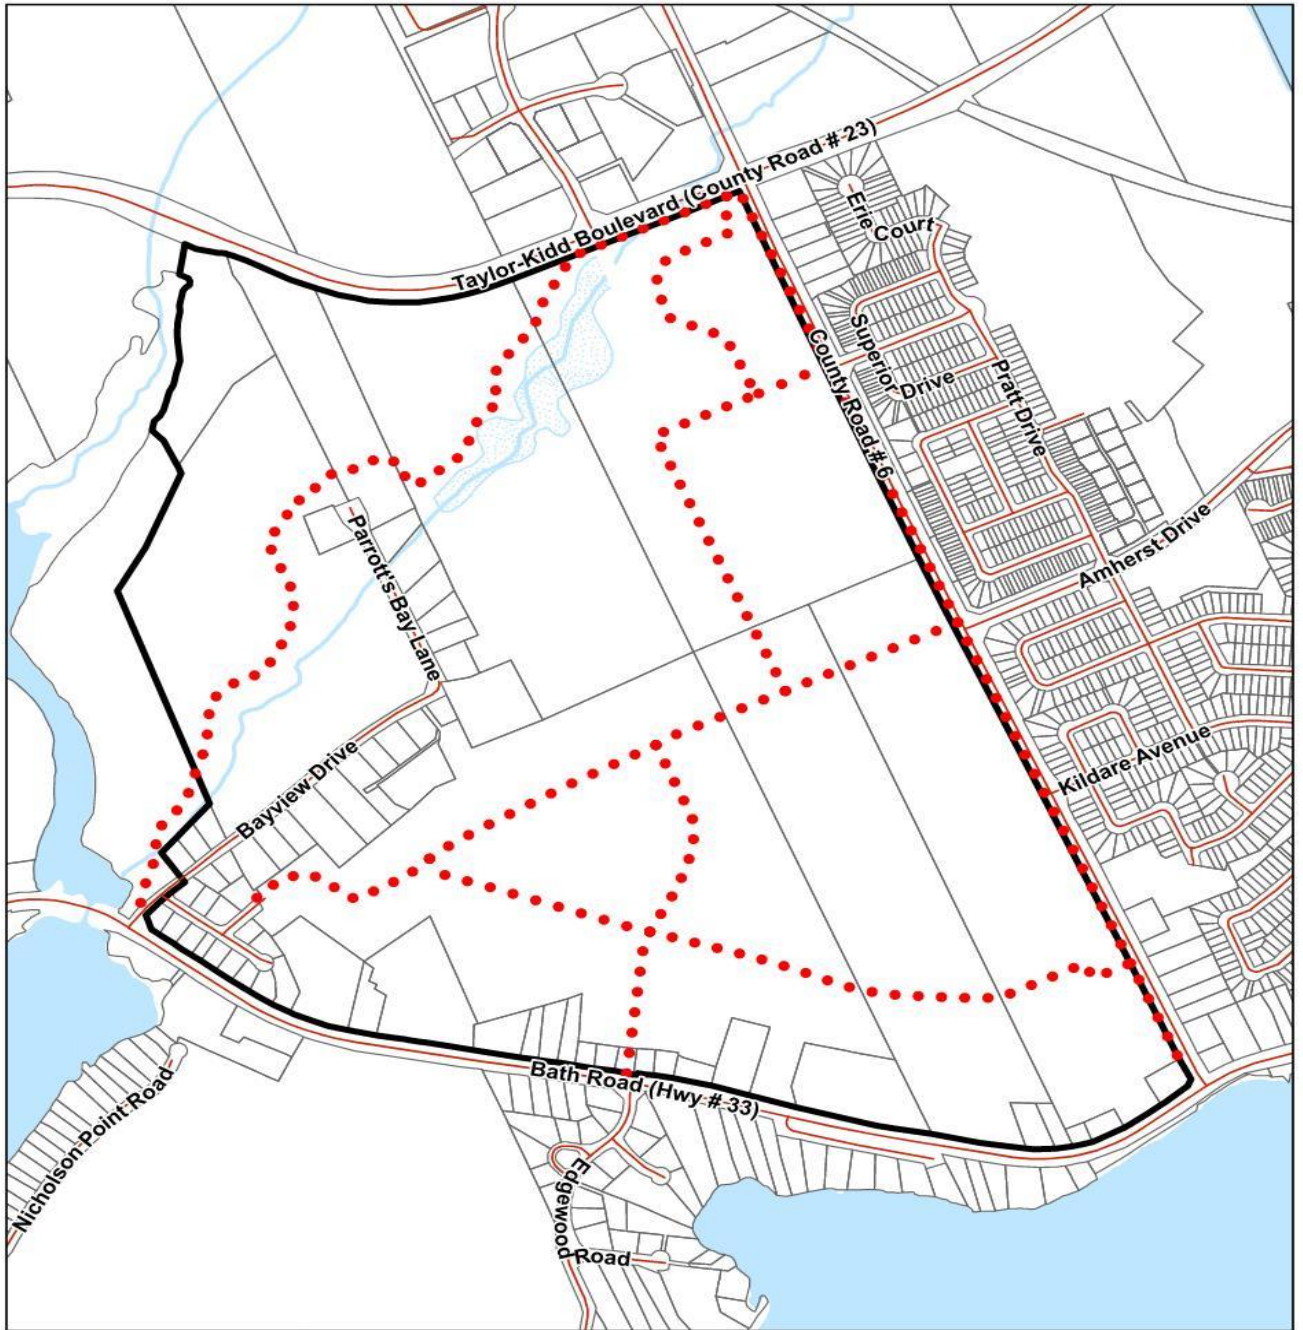 Taylor-Kidd Boulevard (County Road # 23)
Erie Court
Superior Drive
County Road # 6
Pratt Drive
Amherst Drive
Parrott's Bay Lane
Bayview Drive
Kildare Avenue
Bath Road (Hwy # 33)
Nicholson Point Road
Edgewood Road